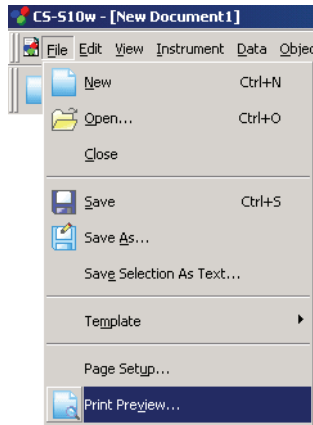 CS-S10w - [New Document1]
File Edit View Instrument Data Objec
New Ctrl+N
Open... Ctrl+O
Close
Save Ctrl+S
Save As...
Save Selection As Text...
Template
Page Setup...
Print Preview...